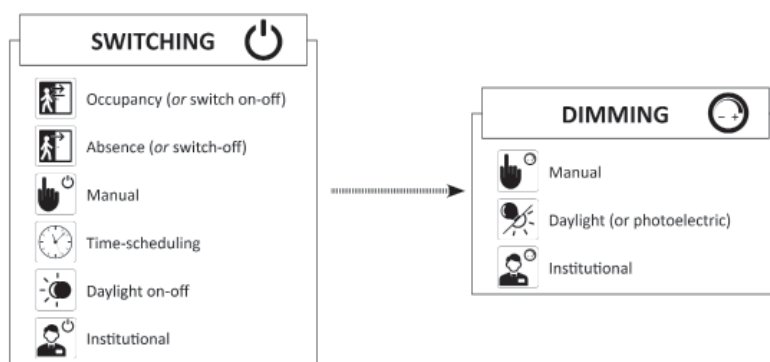 SWITCHING
Occupancy (or switch on-off)
Absence (or switch-off)
Manual
Time-scheduling
Daylight on-off
Institutional
DIMMING
- +
Manual
Daylight (or photoelectric)
Institutional